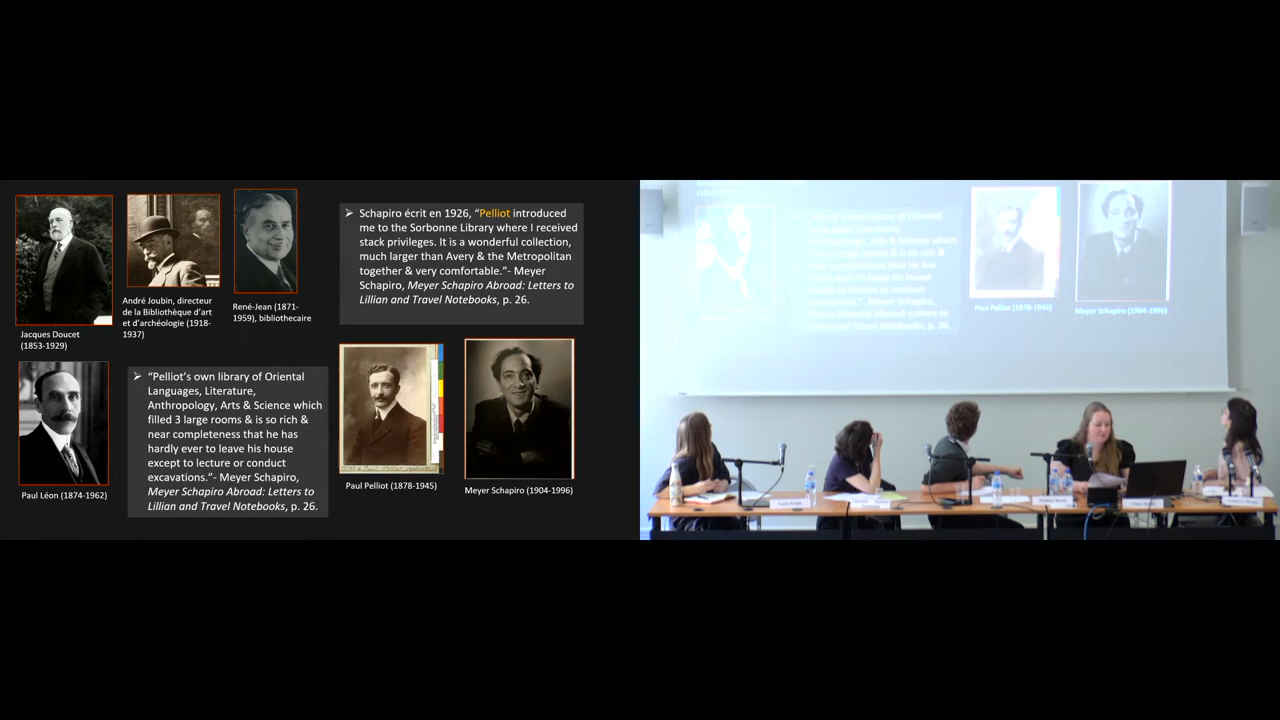 Jacques Doucet
(1853-1929)
André Joubin, directeur
de la Bibliothèque d'art
et d'archéologie (1918-
1937)
René-Jean (1871-
1959), bibliothecaire
➢ Schapiro écrit en 1926, "Pelliot introduced
me to the Sorbonne Library where I received
stack privileges. It is a wonderful collection,
much larger than Avery & the Metropolitan
together & very comfortable."- Meyer
Schapiro, Meyer Schapiro Abroad: Letters to
Lillian and Travel Notebooks, p. 26.
Paul Léon (1874-1962)
➢ "Pelliot's own library of Oriental
Languages, Literature,
Anthropology, Arts & Science which
filled 3 large rooms & is so rich &
near completeness that he has
hardly ever to leave his house
except to lecture or conduct
excavations."- Meyer Schapiro,
Meyer Schapiro Abroad: Letters to
Lillian and Travel Notebooks, p. 26.
Paul Pelliot (1878-1945)
Meyer Schapiro (1904-1996)
Paul Pelliot (1878-1945)
Meyer Schapiro (1904-1996)